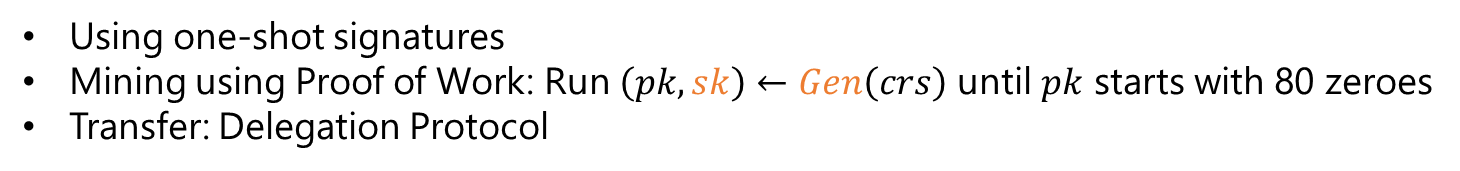 • Using one-shot signatures
• Mining using Proof of Work: Run (pk, sk) ← Gen(crs) until pk starts with 80 zeroes
• Transfer: Delegation Protocol